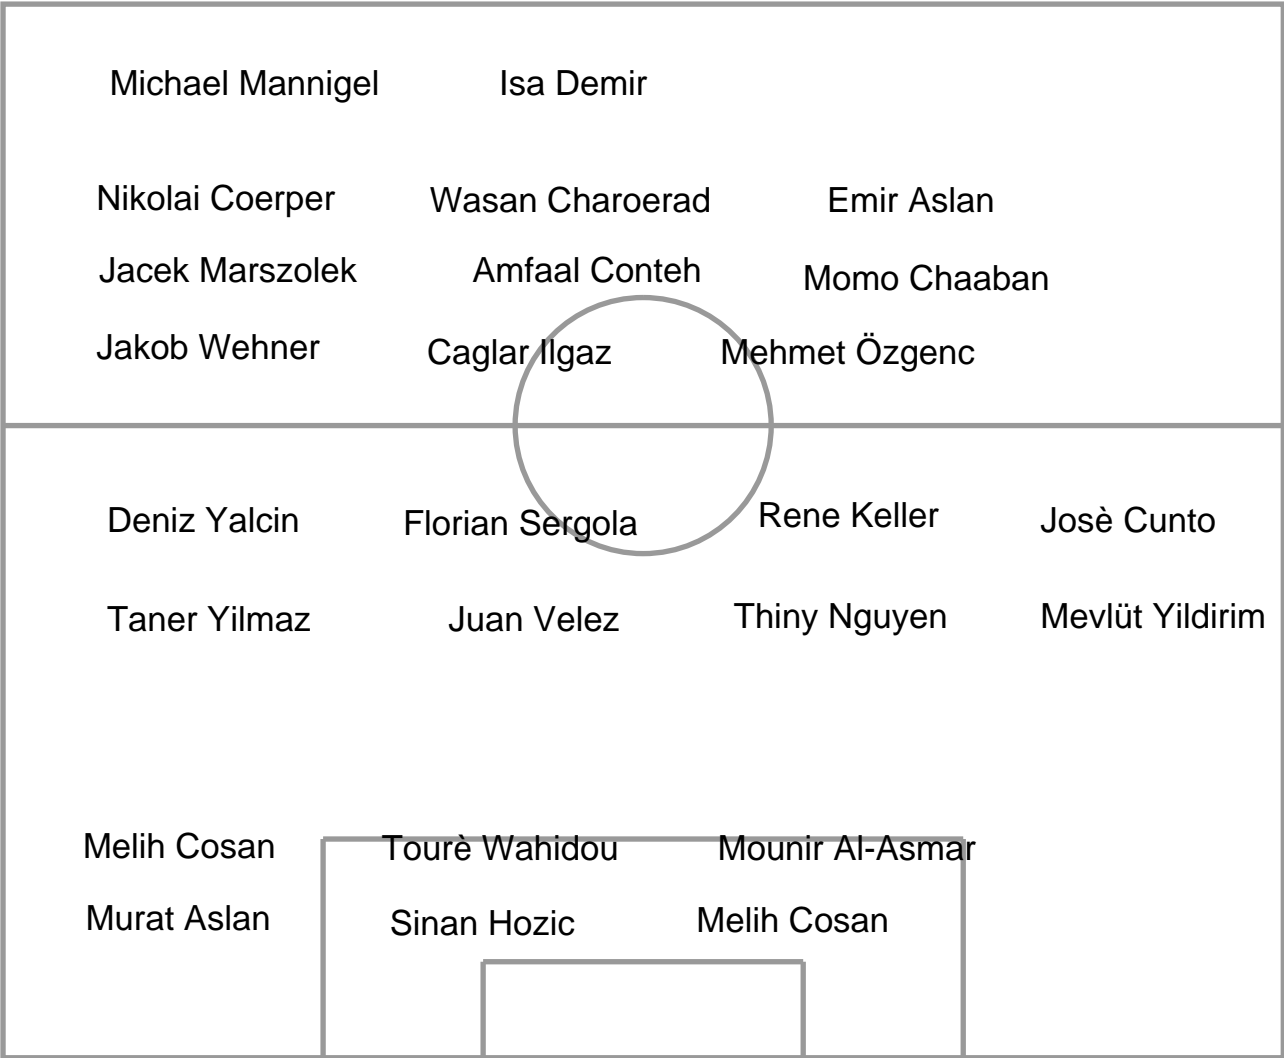 Michael Mannigel Isa Demir
Nikolai Coerper Wasan Charoerad Emir Aslan
Jacek Marszolek Amfaal Conteh Momo Chaaban
Jakob Wehner Caglar Ilgaz Mehmet Özgenc
Deniz Yalcin Florian Sergola Rene Keller Josè Cunto
Taner Yilmaz Juan Velez Thiny Nguyen Mevlüt Yildirim
Melih Cosan Tourè Wahidou Mounir Al-Asmar
Murat Aslan Sinan Hozic Melih Cosan